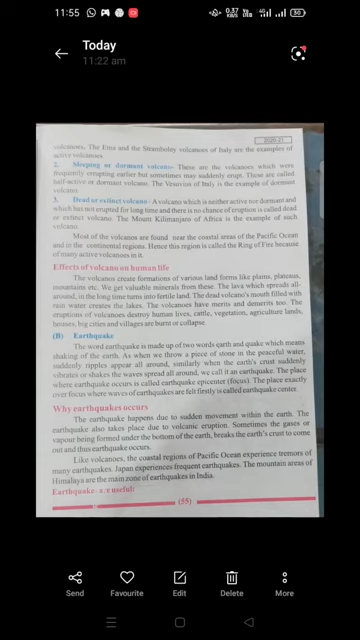 11:55
0.37 KB/S
Vo LTE
4G
30
Today
11:22 am
2020-21
volcanoes. The Etna and the Stramboley volcanoes of Italy are the examples of
active volcanoes.
2. Sleeping or dormant volcano- These are the volcanoes which were
frequently errupting earlier but sometimes may suddenly erupt. These are called
half-active or dormant volcano. The Vesuvius of Italy is the example of dormant
volcano.
3. Dead or extinct volcano- A volcano which is neither active nor dormant and
which has not erupted for long time and there is no chance of eruption is called dead
or extinct volcano. The Mount Kilimanjaro of Africa is the example of such
volcano.
Most of the volcanoes are found near the coastal areas of the Pacific Ocean
and in the continental regions. Hence this region is called the Ring of Fire because
of many active volcanoes in it.
Effects of volcano on human life
The volcanoes create formations of various land forms like plains, plateaus,
mountains etc. We get valuable minerals from these. The lava which spreads all-
around, in the long time turns into fertile land. The dead volcano's mouth filled with
rain water creates the lakes. The volcanoes have merits and demerits too. The
eruptions of volcanoes destroy human lives, cattle, vegetation, agriculture lands,
houses, big cities and villages are burnt or collapse.
(B) Earthquake
The word earthquake is made up of two words earth and quake which means
shaking of the earth. As when we throw a piece of stone in the peaceful water,
suddenly ripples appear all around, similarly when the earth's crust suddenly
vibrates or shakes the waves spread all around, we call it an earthquake. The place
where earthquake occurs is called earthquake epicenter (focus). The place exactly
over focus where waves of earthquakes are felt firstly is called earthquake center.
Why earthquakes occurs
The earthquake happens due to sudden movement within the earth. The
earthquake also takes place due to volcanic eruption. Sometimes the gases or
vapour being formed under the bottom of the earth, breaks the earth's crust to come
out and thus earthquake occurs.
Like volcanoes, the coastal regions of Pacific Ocean experience tremors of
many earthquakes. Japan experiences frequent earthquakes. The mountain areas of
Himalaya are the main zone of earthquakes in India.
Earthquake useful:
(55)
Send
Favourite
Edit
Delete
More